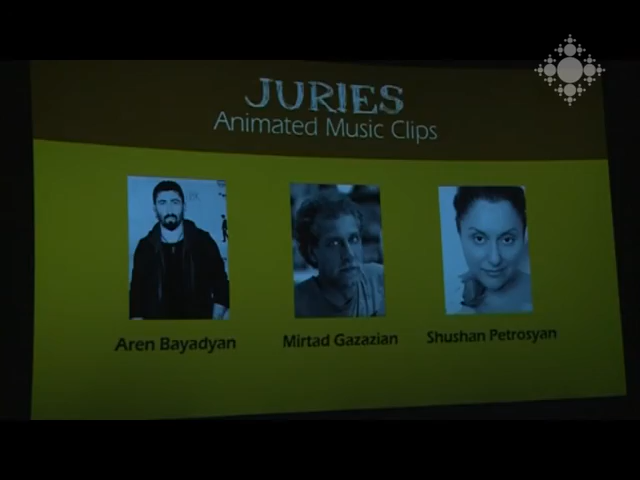 JURIES
Animated Music Clips
Aren Bayadyan
Mirtad Gazazian
Shushan Petrosyan